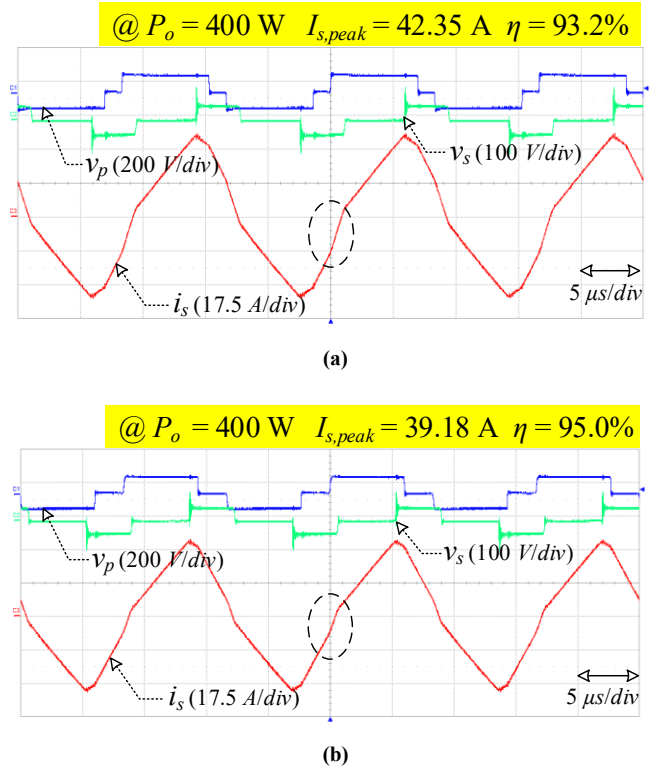 @ Pₒ = 400 W Iₛ,peak = 42.35 A η = 93.2%
vₚ (200 V/div)
vₛ (100 V/div)
iₛ (17.5 A/div)
5 μs/div
(a)
@ Pₒ = 400 W Iₛ,peak = 39.18 A η = 95.0%
vₚ (200 V/div)
vₛ (100 V/div)
iₛ (17.5 A/div)
5 μs/div
(b)